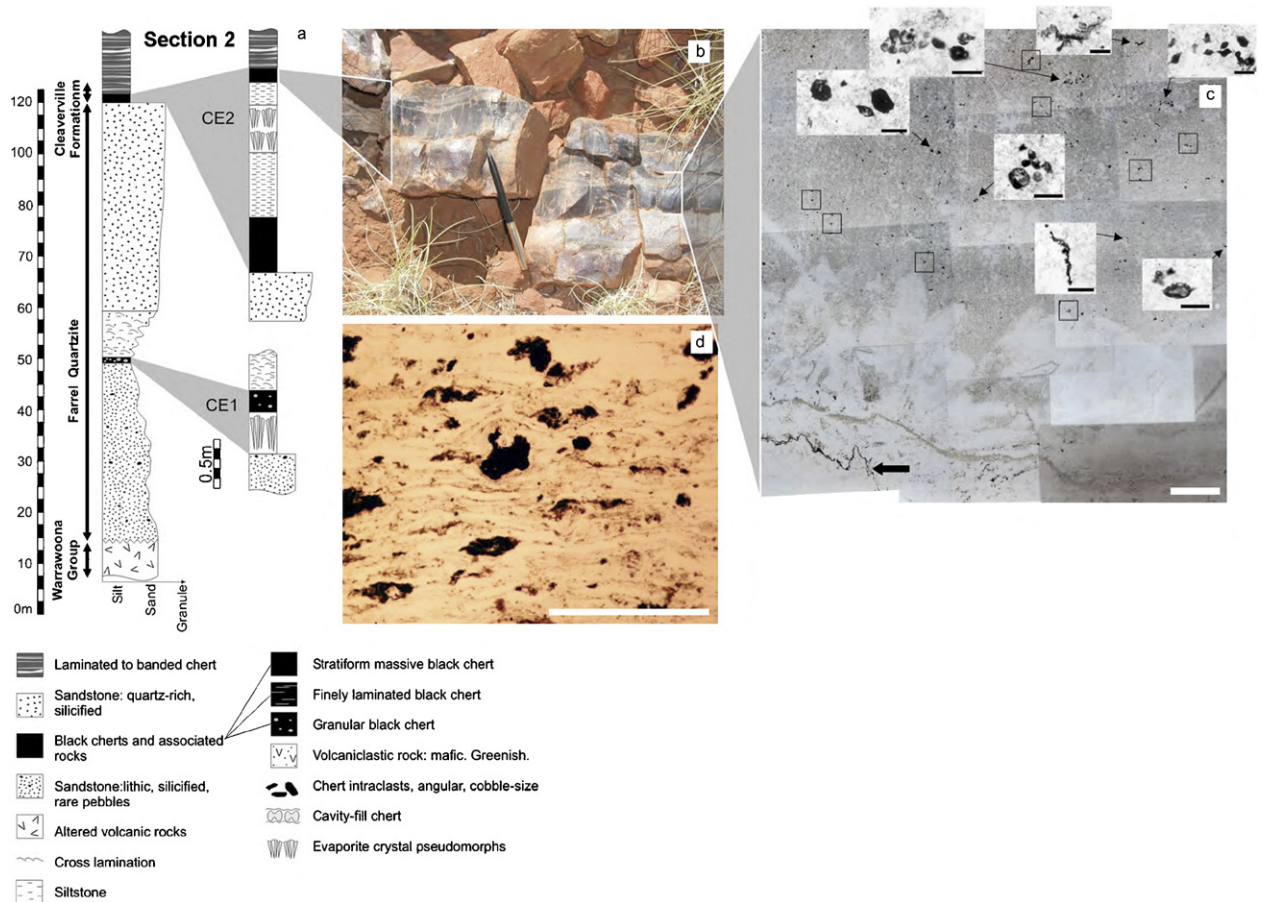 Section 2
a
b
c
d
CE2
CE1
0.5m
Cleaverville
Formationm
Farrel Quartzite
Warrawoona
Group
120
100
80
70
60
50
40
30
20
10
0m
Silt
Sand
Granule
Laminated to banded chert
Sandstone: quartz-rich,
silicified
Black cherts and associated
rocks
Sandstone:lithic, silicified,
rare pebbles
Altered volcanic rocks
Cross lamination
Siltstone
Stratiform massive black chert
Finely laminated black chert
Granular black chert
Volcaniclastic rock: mafic. Greenish.
Chert intraclasts, angular, cobble-size
Cavity-fill chert
Evaporite crystal pseudomorphs